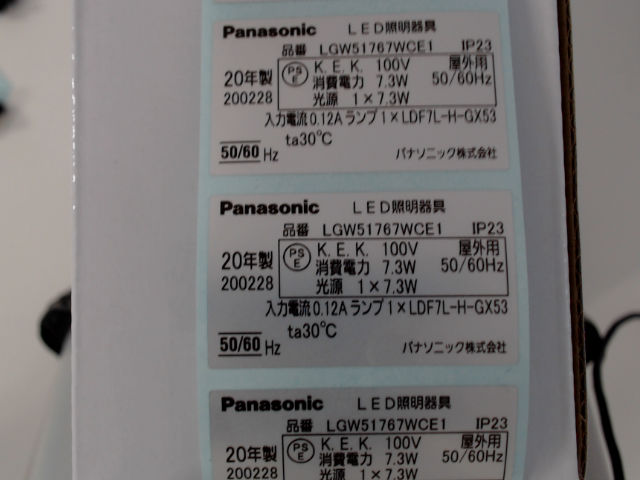 Panasonic LED照明器具
品番 LGW51767WCE1 IP23
20年製 PSE K.E.K. 100V 屋外用
200228 消費電力 7.3W 50/60Hz
光源 1×7.3W
入力電流0.12A ランプ1×LDF7L-H-GX53
ta30℃
50/60 Hz パナソニック株式会社
Panasonic LED照明器具
品番 LGW51767WCE1 IP23
20年製 PSE K.E.K. 100V 屋外用
200228 消費電力 7.3W 50/60Hz
光源 1×7.3W
入力電流0.12A ランプ1×LDF7L-H-GX53
ta30℃
50/60 Hz パナソニック株式会社
Panasonic LED照明器具
品番 LGW51767WCE1 IP23
20年製 PSE K.E.K. 100V 屋外用
200228 消費電力 7.3W 50/60Hz